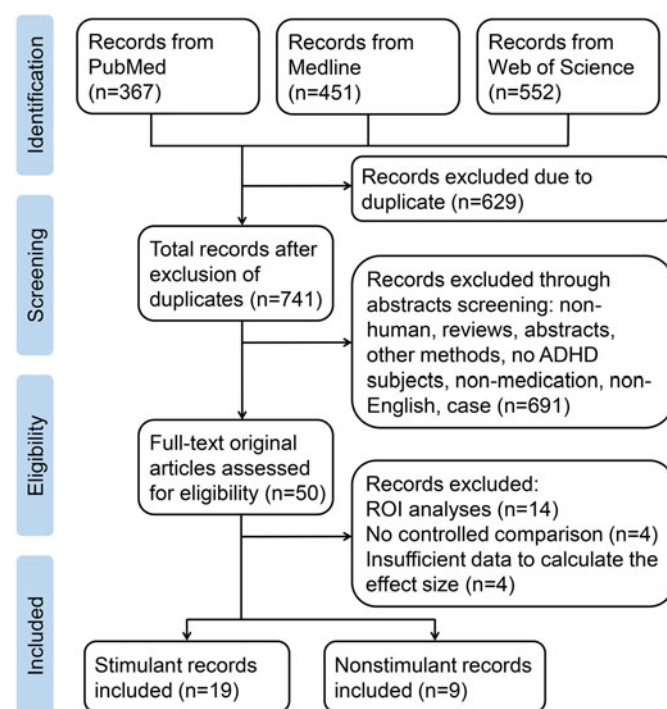 Identification
Records from
PubMed
(n=367)
Records from
Medline
(n=451)
Records from
Web of Science
(n=552)
Records excluded due to
duplicate (n=629)
Screening
Total records after
exclusion of
duplicates (n=741)
Records excluded through
abstracts screening: non-
human, reviews, abstracts,
other methods, no ADHD
subjects, non-medication, non-
English, case (n=691)
Eligibility
Full-text original
articles assessed
for eligibility (n=50)
Records excluded:
ROI analyses (n=14)
No controlled comparison (n=4)
Insufficient data to calculate the
effect size (n=4)
Included
Stimulant records
included (n=19)
Nonstimulant records
included (n=9)